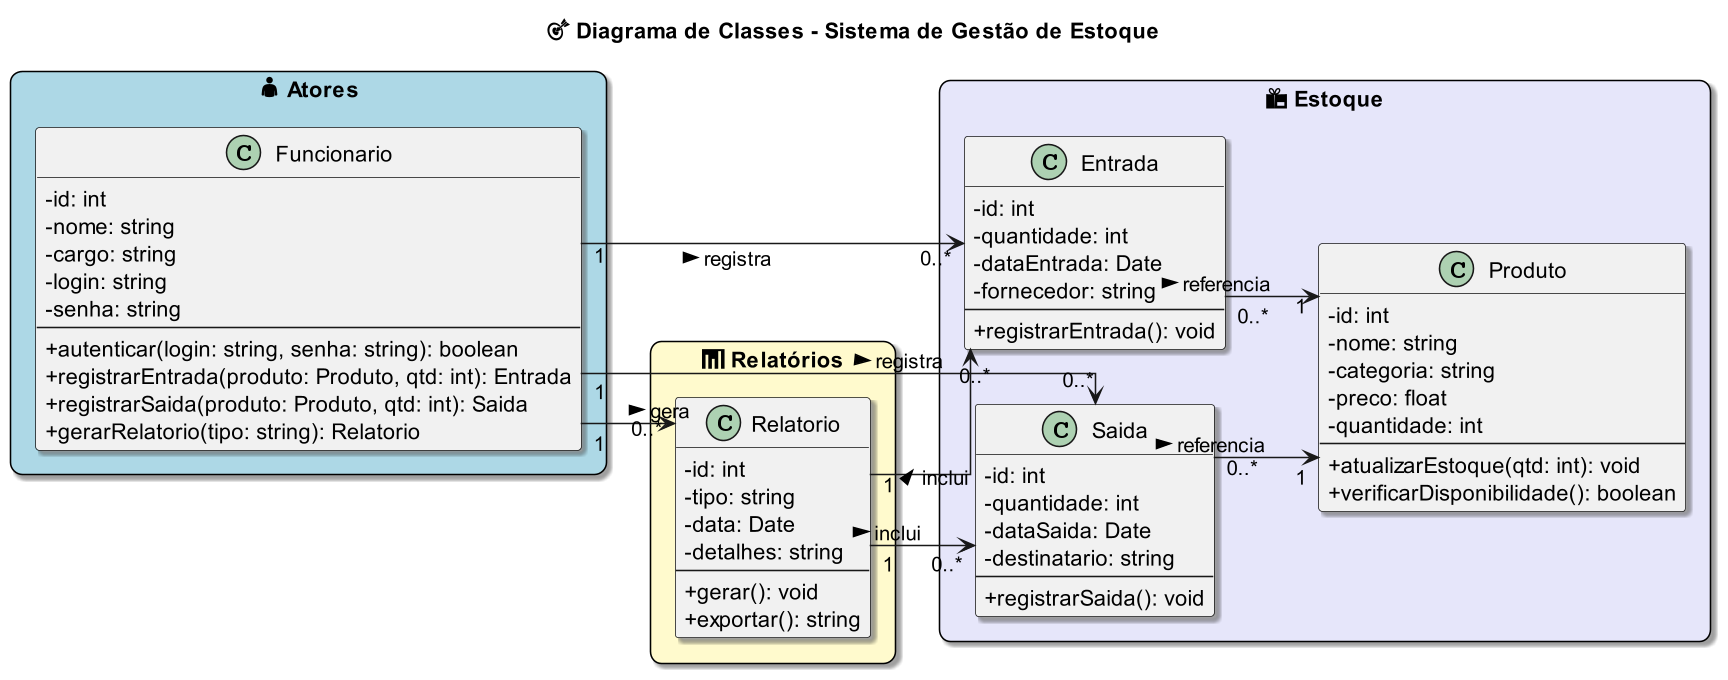 Diagrama de Classes - Sistema de Gestão de Estoque
Atores
C Funcionario
-id: int
-nome: string
-cargo: string
-login: string
-senha: string
+autenticar(login: string, senha: string): boolean
+registrarEntrada(produto: Produto, qtd: int): Entrada
+registrarSaida(produto: Produto, qtd: int): Saida
+gerarRelatorio(tipo: string): Relatorio
1
registra
0..*
1
registra
0..*
1
gera
0..*
Relatórios
C Relatorio
-id: int
-tipo: string
-data: Date
-detalhes: string
+gerar(): void
+exportar(): string
1
inclui
0..*
1
inclui
0..*
Estoque
C Entrada
-id: int
-quantidade: int
-dataEntrada: Date
-fornecedor: string
+registrarEntrada(): void
referencia
0..*
1
C Saida
-id: int
-quantidade: int
-dataSaida: Date
-destinatario: string
+registrarSaida(): void
referencia
0..*
1
C Produto
-id: int
-nome: string
-categoria: string
-preco: float
-quantidade: int
+atualizarEstoque(qtd: int): void
+verificarDisponibilidade(): boolean